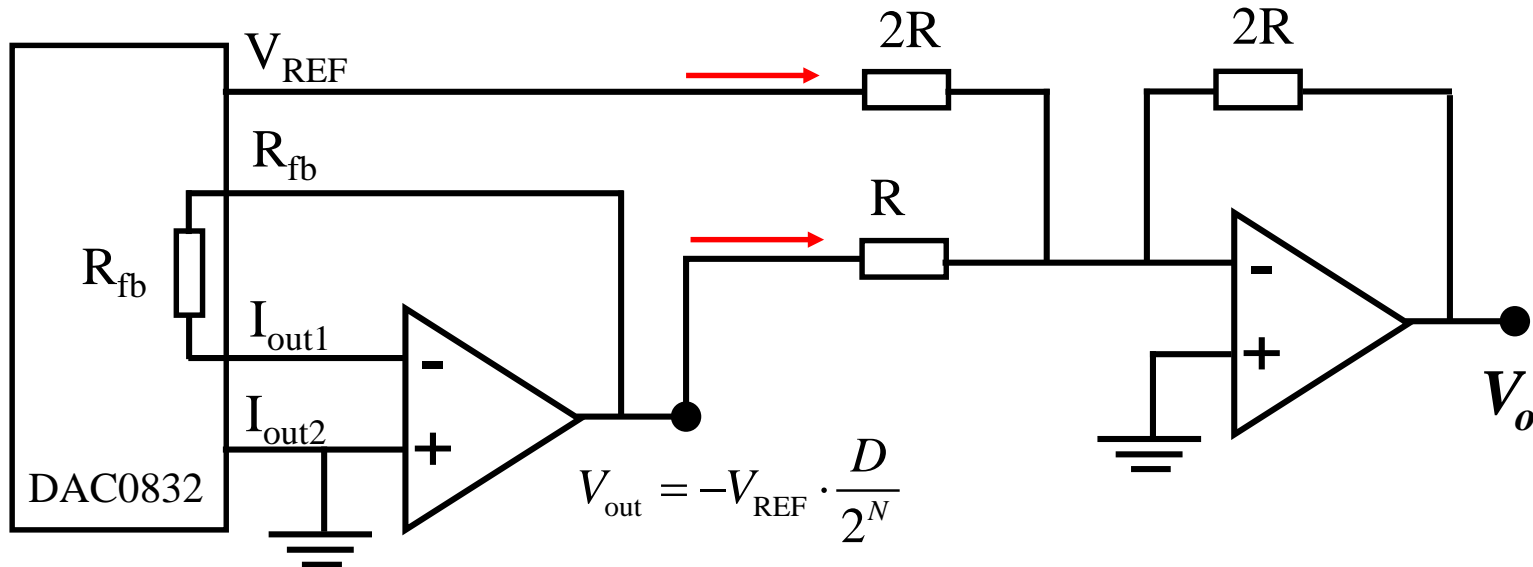 V_REF
2R
2R
R_fb
R
R_fb
-
I_out1
-
+
V_o
I_out2
+
DAC0832
V_out = -V_REF · D/2^N